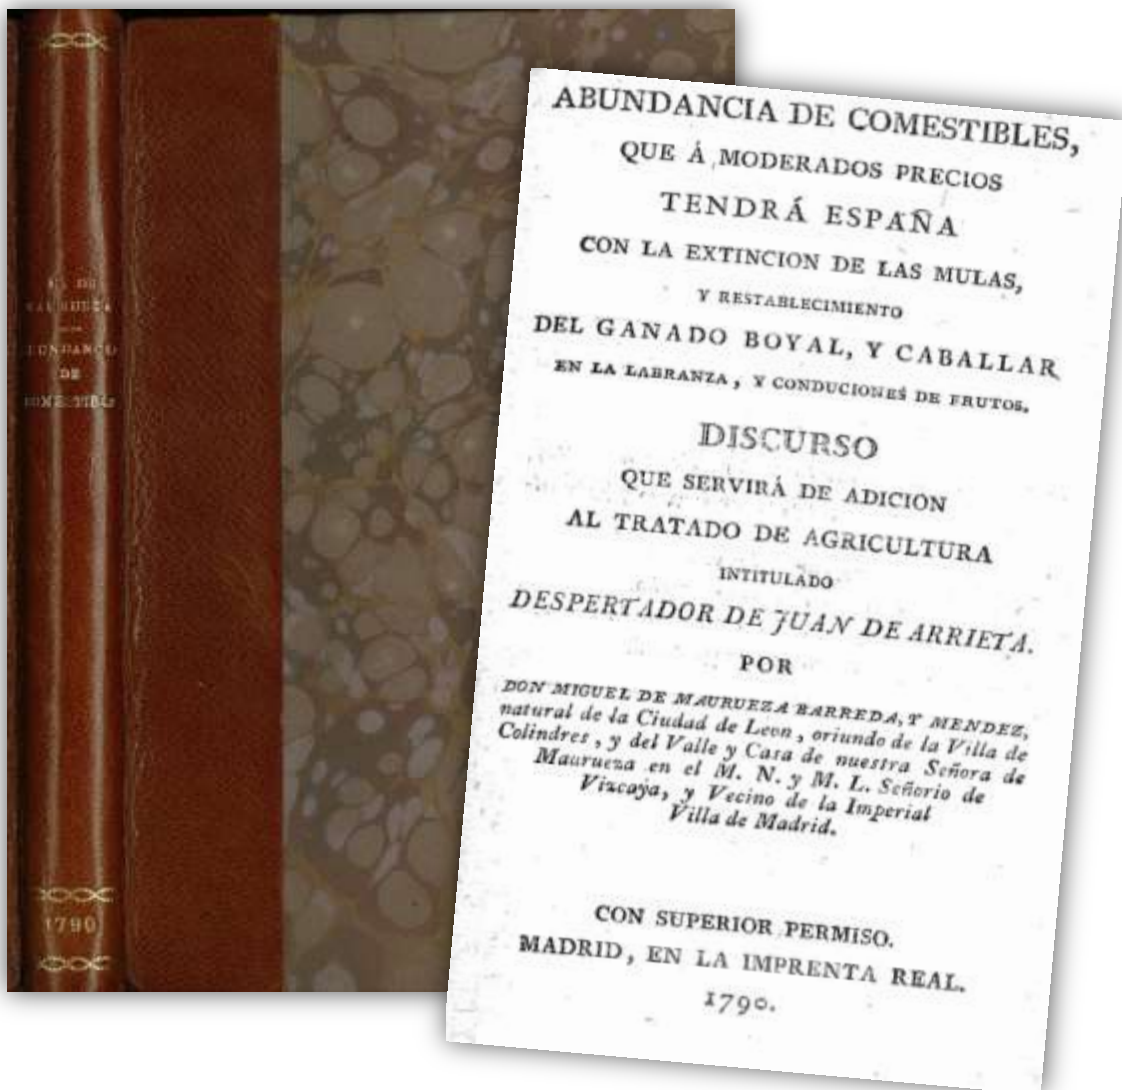 DE
1790
ABUNDANCIA DE COMESTIBLES,
QUE Á MODERADOS PRECIOS
TENDRÁ ESPAÑA
CON LA EXTINCION DE LAS MULAS,
Y RESTABLECIMIENTO
DEL GANADO BOYAL, Y CABALLAR
EN LA LABRANZA, Y CONDUCIONES DE FRUTOS.
DISCURSO
QUE SERVIRÁ DE ADICION
AL TRATADO DE AGRICULTURA
INTITULADO
DESPERTADOR DE JUAN DE ARRIETA.
POR
DON MIGUEL DE MAURUEZA BARREDA, Y MENDEZ,
natural de la Ciudad de Leon, oriundo de la Villa de
Colindres, y del Valle y Casa de nuestra Señora de
Maurueza en el M. N. y M. L. Señorio de
Vizcaya, y Vecino de la Imperial
Villa de Madrid.
CON SUPERIOR PERMISO.
MADRID, EN LA IMPRENTA REAL.
1790.